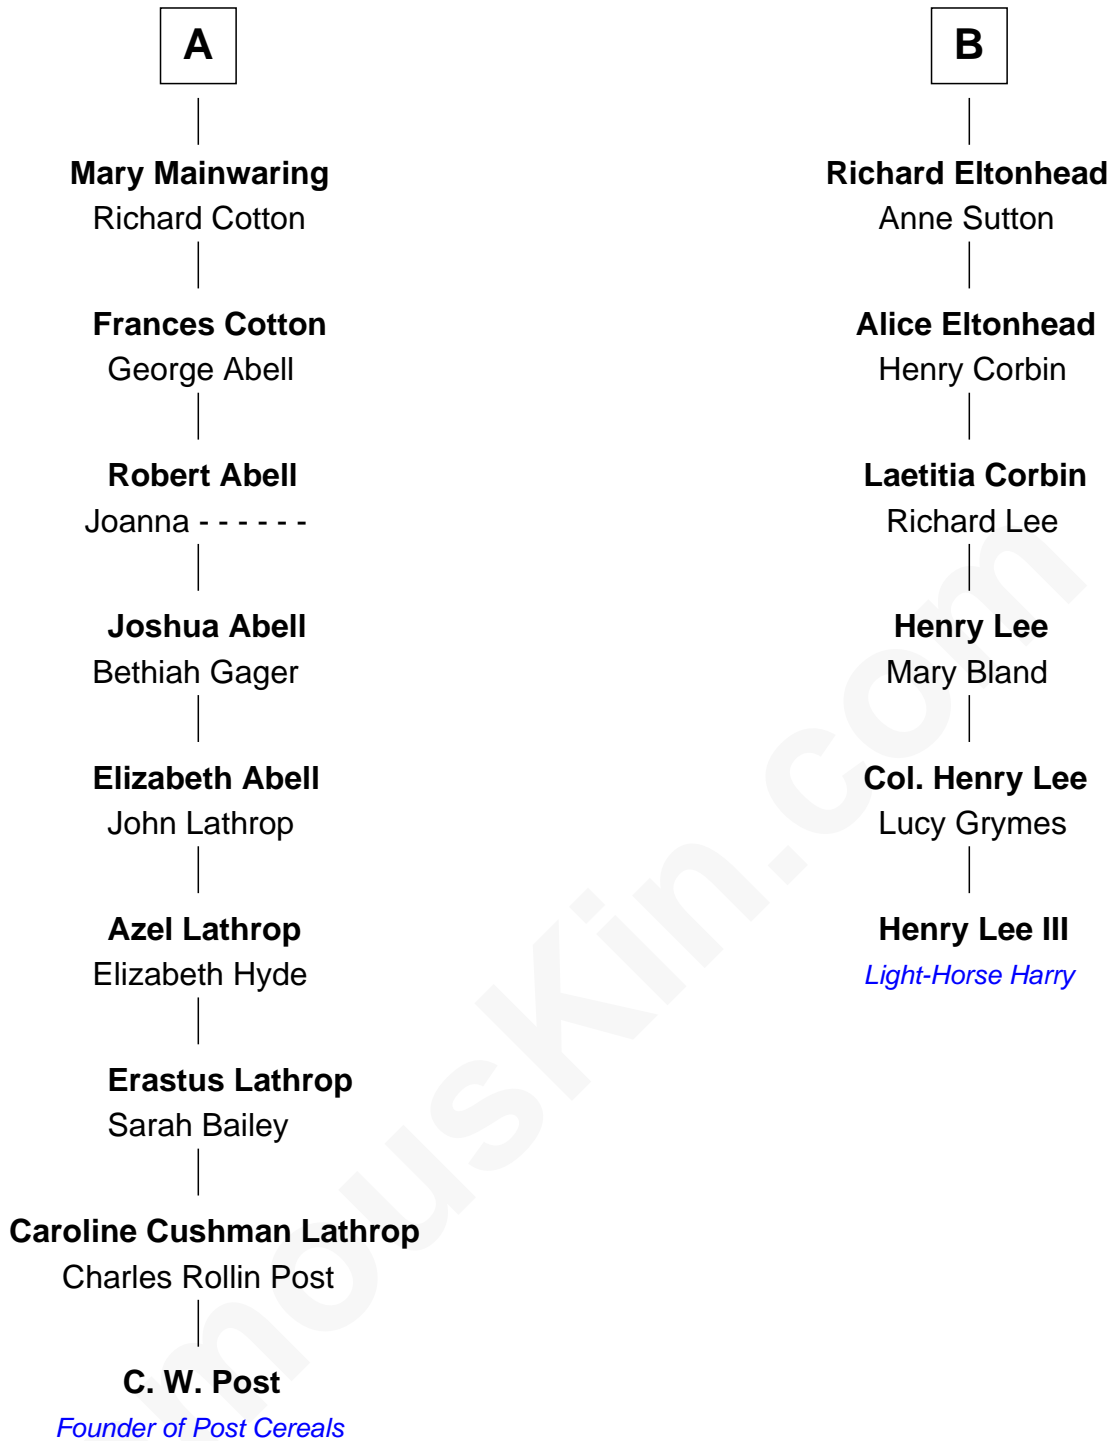 A
Mary Mainwaring
Richard Cotton
Frances Cotton
George Abell
Robert Abell
Joanna - - - - - -
Joshua Abell
Bethiah Gager
Elizabeth Abell
John Lathrop
Azel Lathrop
Elizabeth Hyde
Erastus Lathrop
Sarah Bailey
Caroline Cushman Lathrop
Charles Rollin Post
C. W. Post
Founder of Post Cereals
B
Richard Eltonhead
Anne Sutton
Alice Eltonhead
Henry Corbin
Laetitia Corbin
Richard Lee
Henry Lee
Mary Bland
Col. Henry Lee
Lucy Grymes
Henry Lee III
Light-Horse Harry
mousKin.com